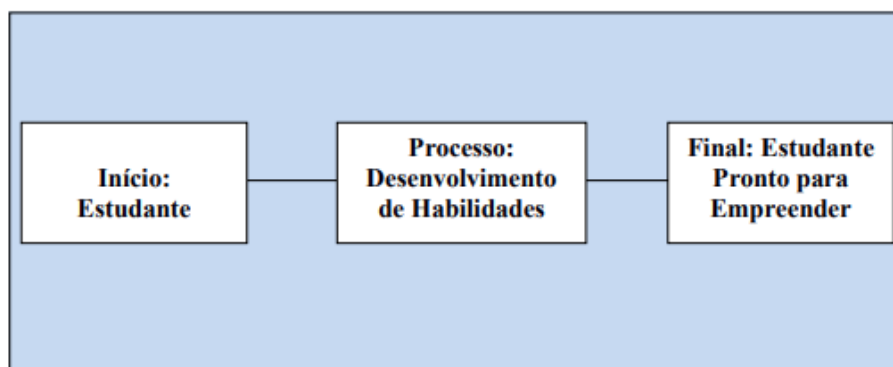 Início:
Estudante
Processo:
Desenvolvimento
de Habilidades
Final: Estudante
Pronto para
Empreender